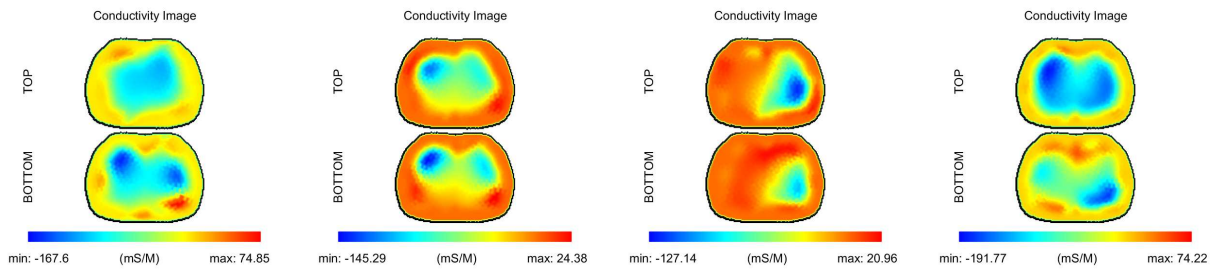 Conductivity Image
TOP
BOTTOM
min: -167.6 (mS/M) max: 74.85
Conductivity Image
TOP
BOTTOM
min: -145.29 (mS/M) max: 24.38
Conductivity Image
TOP
BOTTOM
min: -127.14 (mS/M) max: 20.96
Conductivity Image
TOP
BOTTOM
min: -191.77 (mS/M) max: 74.22